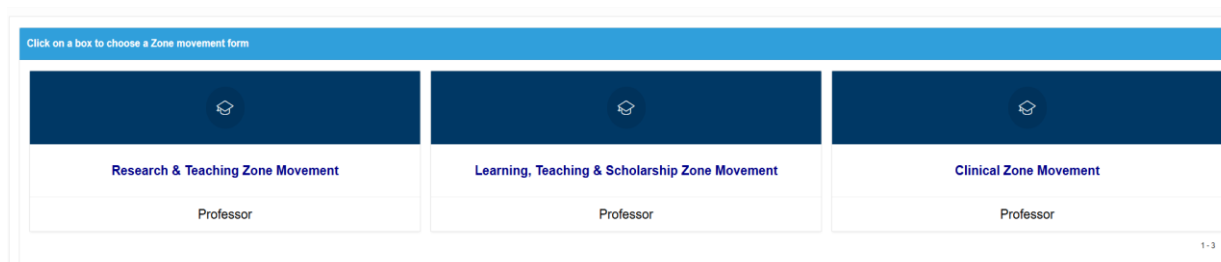 Click on a box to choose a Zone movement form
Research & Teaching Zone Movement
Professor
Learning, Teaching & Scholarship Zone Movement
Professor
Clinical Zone Movement
Professor
1 - 3